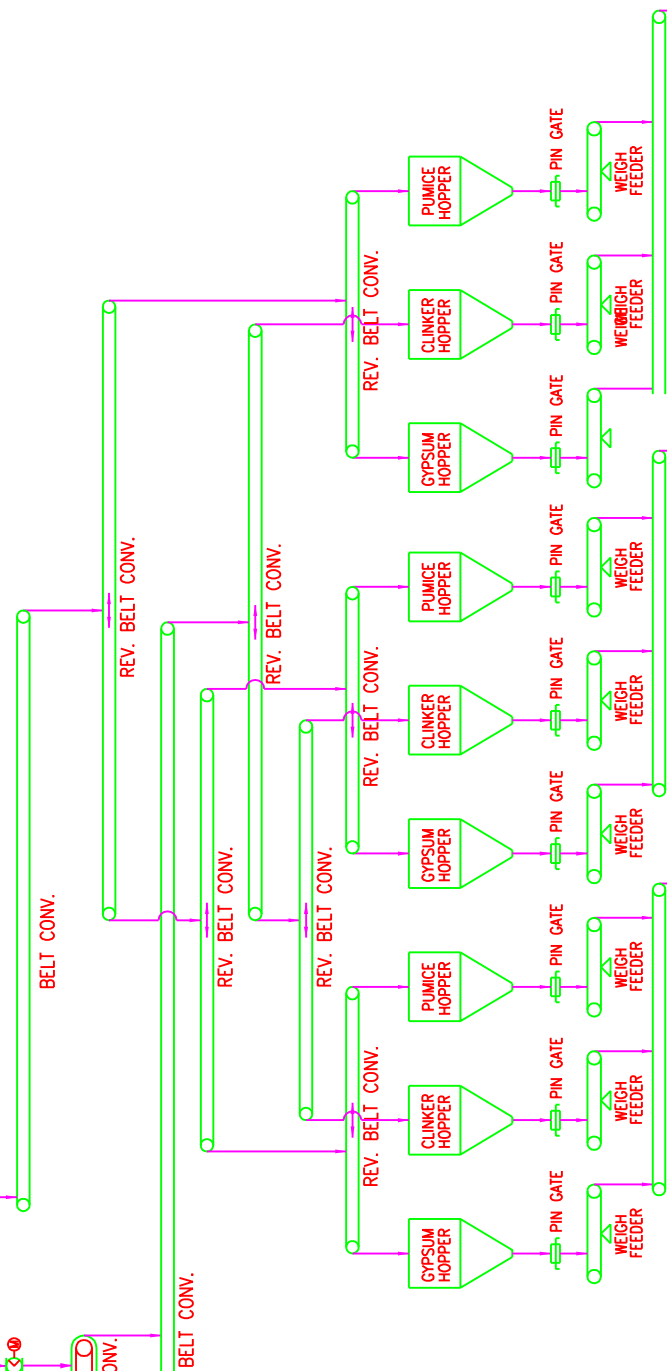 PUMICE
HOPPER
PIN GATE
WEIGH
FEEDER
REV. BELT CONV.
CLINKER
HOPPER
PIN GATE
WEIGH
WEIGH
FEEDER
GYPSUM
HOPPER
PIN GATE
REV. BELT CONV.
REV. BELT CONV.
PUMICE
HOPPER
PIN GATE
WEIGH
FEEDER
REV. BELT CONV.
CLINKER
HOPPER
PIN GATE
WEIGH
FEEDER
GYPSUM
HOPPER
PIN GATE
WEIGH
FEEDER
BELT CONV.
REV. BELT CONV.
REV. BELT CONV.
PUMICE
HOPPER
PIN GATE
WEIGH
FEEDER
REV. BELT CONV.
CLINKER
HOPPER
PIN GATE
WEIGH
FEEDER
GYPSUM
HOPPER
PIN GATE
WEIGH
FEEDER
BELT CONV.
M
ONV.